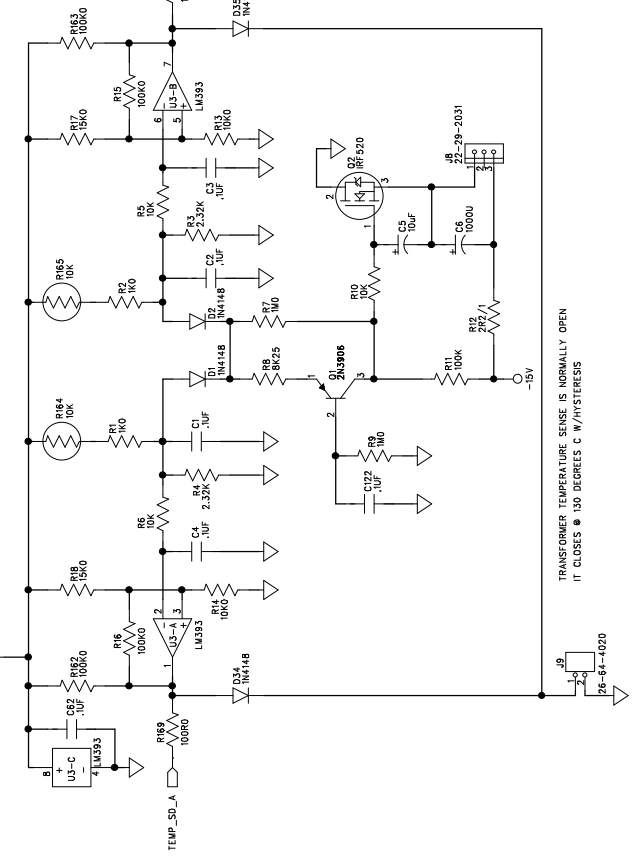 R163
100K0
D35
1N4
R15
100K0
7
U3-B
LM393
6
5
R17
15K0
R13
10K0
C3
.1UF
R5
10K
R3
2.32K
C2
.1UF
R165
10K
R2
1K0
D2
1N4148
D1
1N4148
R7
1M0
R8
8K25
Q1
2N3906
1
2
3
R10
10K
Q2
IRF520
2
1
3
C5
10uF
C6
1000U
J8
22-29-2031
1
2
3
R12
2R2/1
R11
100K
-15V
R9
1M0
C122
.1UF
R164
10K
R1
1K0
C1
.1UF
R4
2.32K
R6
10K
C4
.1UF
R18
15K0
R14
10K0
R16
100K0
2
3
U3-A
LM393
1
R162
100K0
D34
1N4148
C62
.1UF
8
U3-C
4
LM393
R169
100R0
TEMP_SD_A
J9
1
2
26-64-4020
TRANSFORMER TEMPERATURE SENSE IS NORMALLY OPEN
IT CLOSES @ 130 DEGREES C W/HYSTERESIS